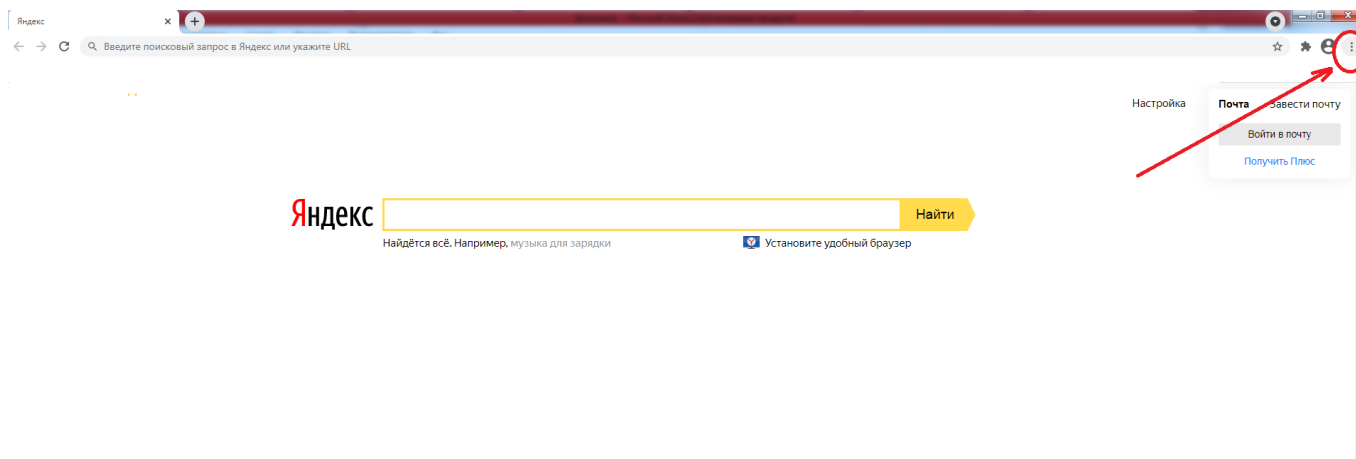 Яндекс
Введите поисковый запрос в Яндекс или укажите URL
Настройка
Почта Завести почту
Войти в почту
Получить Плюс
Яндекс
Найти
Найдётся всё. Например, музыка для зарядки
Установите удобный браузер